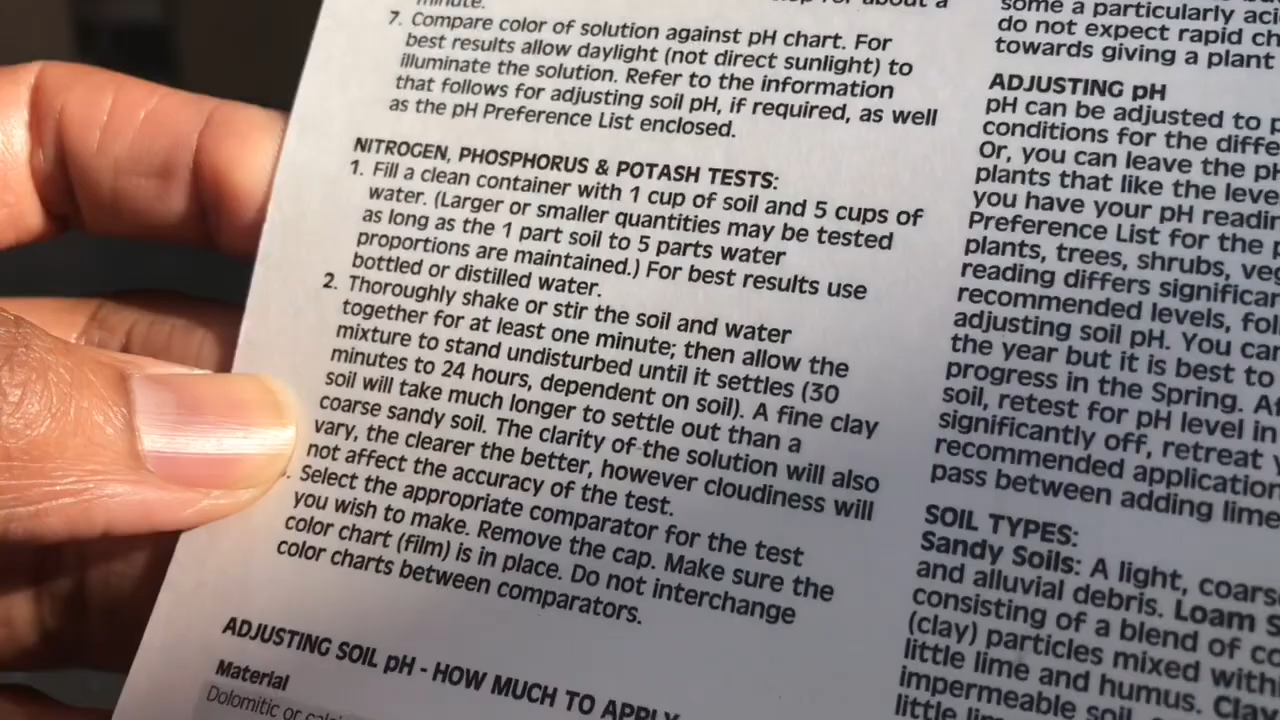 minute.
7. Compare color of solution against pH chart. For
best results allow daylight (not direct sunlight) to
illuminate the solution. Refer to the information
that follows for adjusting soil pH, if required, as well
as the pH Preference List enclosed.
NITROGEN, PHOSPHORUS & POTASH TESTS:
1. Fill a clean container with 1 cup of soil and 5 cups of
water. (Larger or smaller quantities may be tested
as long as the 1 part soil to 5 parts water
proportions are maintained.) For best results use
bottled or distilled water.
2. Thoroughly shake or stir the soil and water
together for at least one minute; then allow the
mixture to stand undisturbed until it settles (30
minutes to 24 hours, dependent on soil). A fine clay
soil will take much longer to settle out than a
coarse sandy soil. The clarity of the solution will also
vary, the clearer the better, however cloudiness will
not affect the accuracy of the test.
. Select the appropriate comparator for the test
you wish to make. Remove the cap. Make sure the
color chart (film) is in place. Do not interchange
color charts between comparators.
ADJUSTING SOIL pH - HOW MUCH TO APPLY
Material
Dolomitic or
some a particularly
do not expect rapid
towards giving a plant
ADJUSTING pH
pH can be adjusted to
conditions for the
Or, you can leave the
plants that like the
you have your pH
Preference List for the
plants, trees, shrubs,
reading differs
recommended levels,
adjusting soil pH. You
the year but it is best to
progress in the Spring.
soil, retest for pH level in
significantly off, retreat
recommended
pass between adding lime
SOIL TYPES:
Sandy Soils: A light,
and alluvial debris. Loam
consisting of a blend of
(clay) particles mixed
little lime and humus. Clay
impermeable soil
little